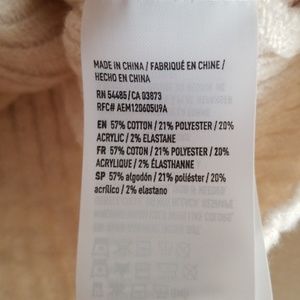 MADE IN CHINA / FABRIQUÉ EN CHINE /
HECHO EN CHINA
RN 54485/CA 03873
RFC# AEM120605U9A
EN 57% COTTON / 21% POLYESTER / 20%
ACRYLIC / 2% ELASTANE
FR 57% COTON / 21% POLYESTER / 20%
ACRYLIQUE / 2% ÉLASTHANNE
SP 57% algodón / 21% poliéster / 20%
acrílico / 2% elastano